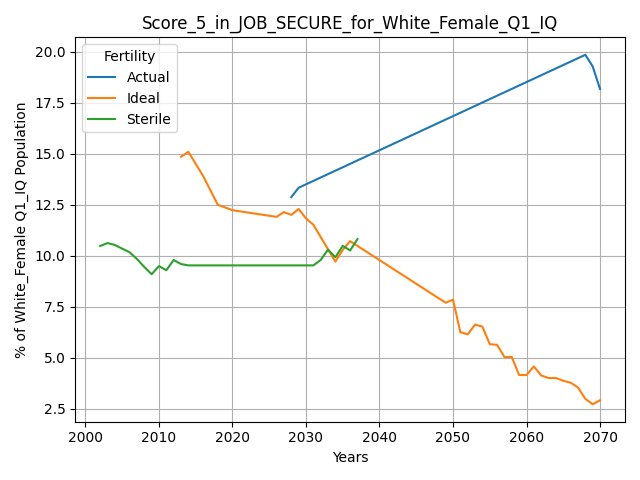 Score_5_in_JOB_SECURE_for_White_Female_Q1_IQ
Fertility
Actual
Ideal
Sterile
% of White_Female Q1_IQ Population
20.0
17.5
15.0
12.5
10.0
7.5
5.0
2.5
2000 2010 2020 2030 2040 2050 2060 2070
Years